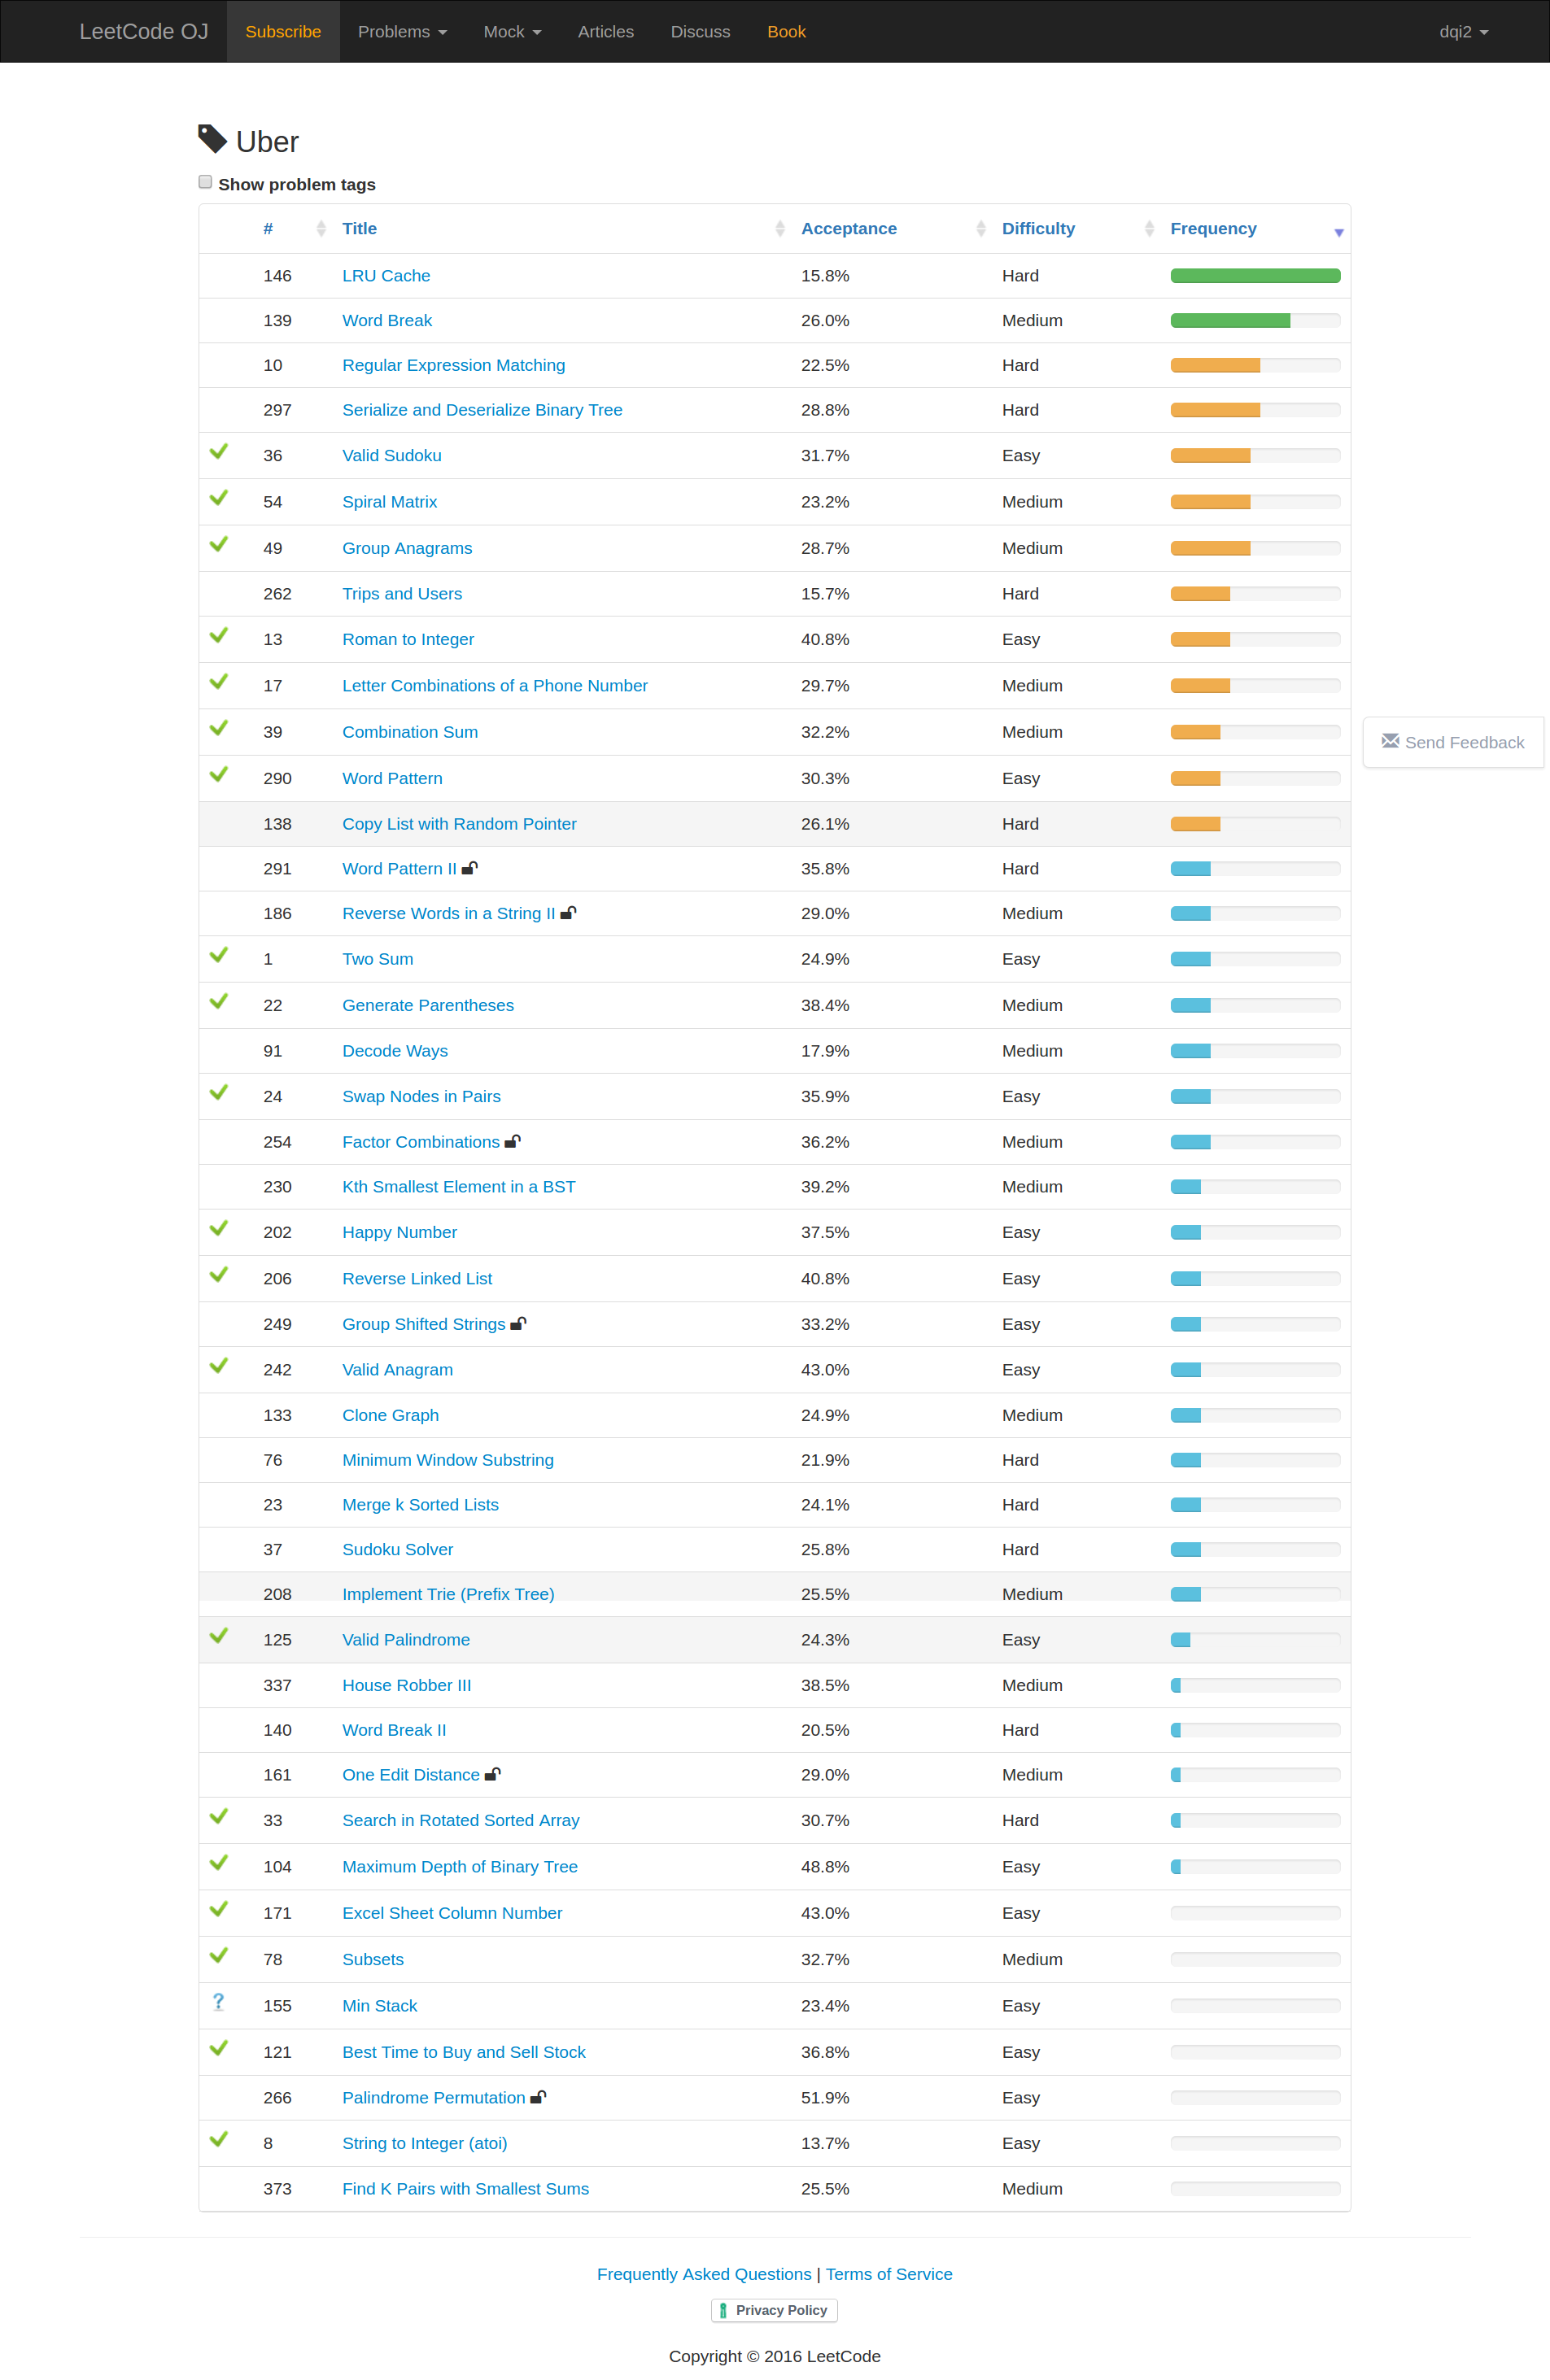 LeetCode OJ Subscribe Problems Mock Articles Discuss Book dqi2
Uber
Show problem tags
# Title Acceptance Difficulty Frequency
146 LRU Cache 15.8% Hard
139 Word Break 26.0% Medium
10 Regular Expression Matching 22.5% Hard
297 Serialize and Deserialize Binary Tree 28.8% Hard
36 Valid Sudoku 31.7% Easy
54 Spiral Matrix 23.2% Medium
49 Group Anagrams 28.7% Medium
262 Trips and Users 15.7% Hard
13 Roman to Integer 40.8% Easy
17 Letter Combinations of a Phone Number 29.7% Medium
39 Combination Sum 32.2% Medium
Send Feedback
290 Word Pattern 30.3% Easy
138 Copy List with Random Pointer 26.1% Hard
291 Word Pattern II 35.8% Hard
186 Reverse Words in a String II 29.0% Medium
1 Two Sum 24.9% Easy
22 Generate Parentheses 38.4% Medium
91 Decode Ways 17.9% Medium
24 Swap Nodes in Pairs 35.9% Easy
254 Factor Combinations 36.2% Medium
230 Kth Smallest Element in a BST 39.2% Medium
202 Happy Number 37.5% Easy
206 Reverse Linked List 40.8% Easy
249 Group Shifted Strings 33.2% Easy
242 Valid Anagram 43.0% Easy
133 Clone Graph 24.9% Medium
76 Minimum Window Substring 21.9% Hard
23 Merge k Sorted Lists 24.1% Hard
37 Sudoku Solver 25.8% Hard
208 Implement Trie (Prefix Tree) 25.5% Medium
125 Valid Palindrome 24.3% Easy
337 House Robber III 38.5% Medium
140 Word Break II 20.5% Hard
161 One Edit Distance 29.0% Medium
33 Search in Rotated Sorted Array 30.7% Hard
104 Maximum Depth of Binary Tree 48.8% Easy
171 Excel Sheet Column Number 43.0% Easy
78 Subsets 32.7% Medium
? 155 Min Stack 23.4% Easy
121 Best Time to Buy and Sell Stock 36.8% Easy
266 Palindrome Permutation 51.9% Easy
8 String to Integer (atoi) 13.7% Easy
373 Find K Pairs with Smallest Sums 25.5% Medium
Frequently Asked Questions | Terms of Service
Privacy Policy
Copyright © 2016 LeetCode